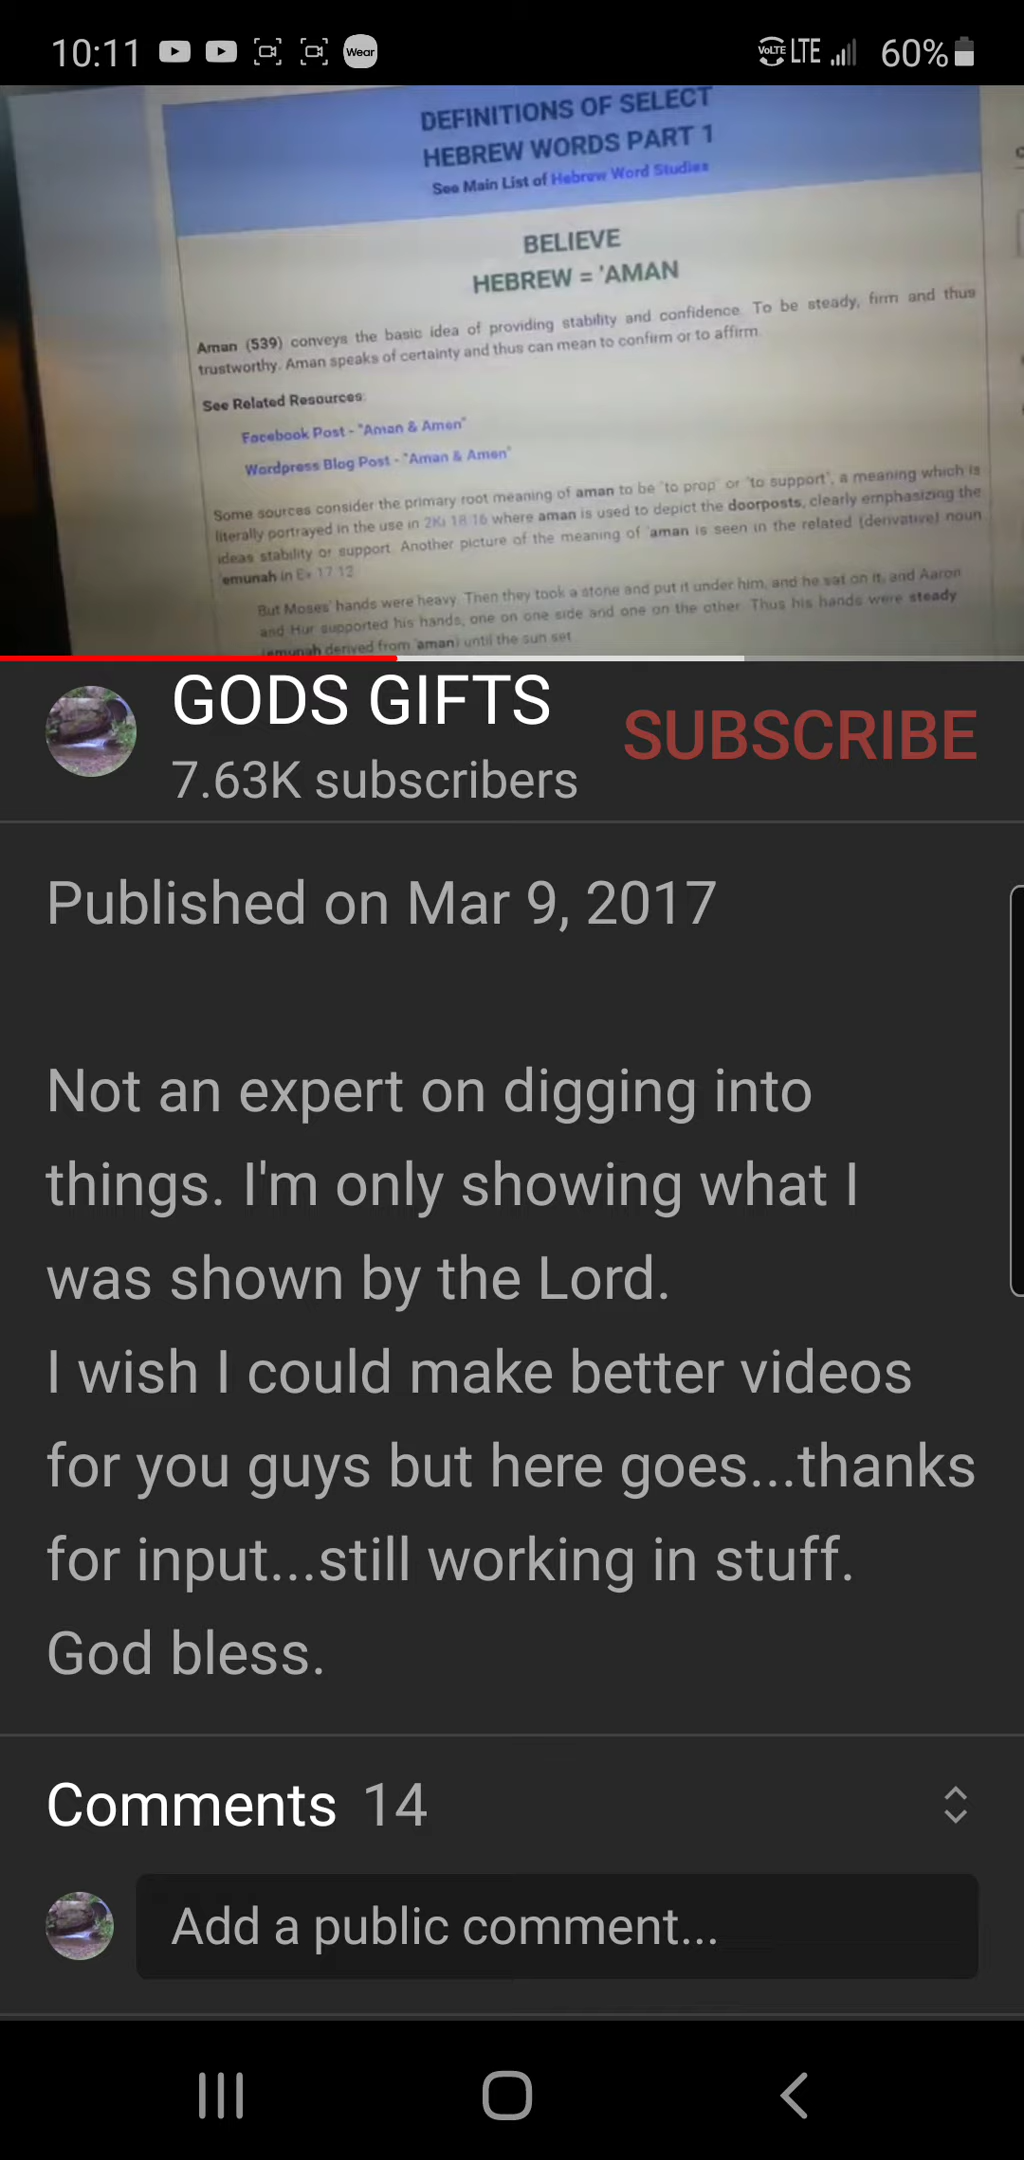 10:11 Wear VoLTE LTE 60%
DEFINITIONS OF SELECT
HEBREW WORDS PART 1
See Main List of Hebrew Word Studies
BELIEVE
HEBREW = 'AMAN
Aman (539) conveys the basic idea of providing stability and confidence. To be steady, firm and thus
trustworthy. Aman speaks of certainty and thus can mean to confirm or to affirm.
See Related Resources:
Facebook Post - "Aman & Amen"
Wordpress Blog Post - "Aman & Amen"
Some sources consider the primary root meaning of aman to be "to prop" or "to support", a meaning which is
literally portrayed in the use in 2Ki 18:16 where aman is used to depict the doorposts, clearly emphasizing the
ideas stability or support. Another picture of the meaning of 'aman is seen in the related (derivative) noun
'emunah in Ex 17:12
But Moses' hands were heavy. Then they took a stone and put it under him, and he sat on it; and Aaron
and Hur supported his hands, one on one side and one on the other. Thus his hands were steady
(emunah derived from aman) until the sun set
GODS GIFTS
7.63K subscribers
SUBSCRIBE
Published on Mar 9, 2017
Not an expert on digging into
things. I'm only showing what I
was shown by the Lord.
I wish I could make better videos
for you guys but here goes...thanks
for input...still working in stuff.
God bless.
Comments 14
Add a public comment...